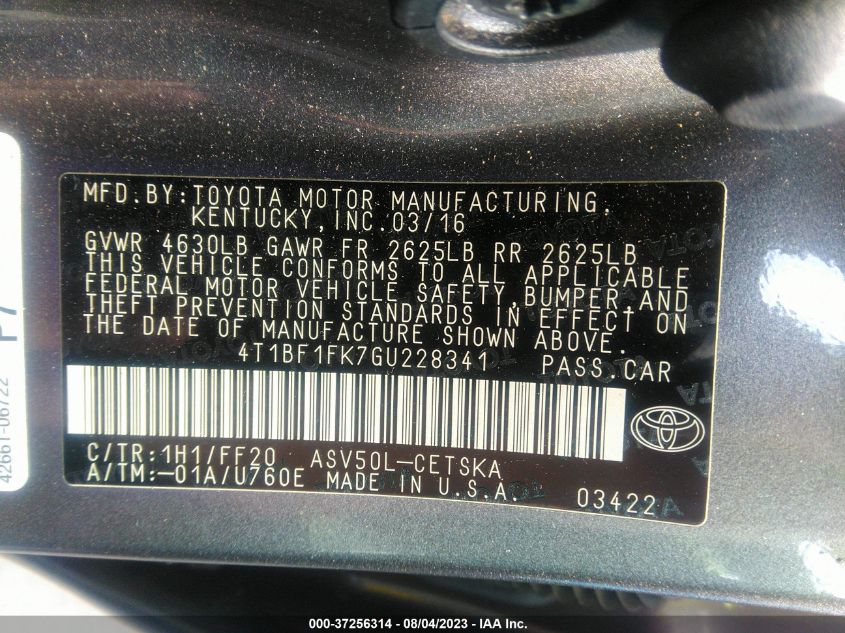 MFD.BY:TOYOTA MOTOR MANUFACTURING,
KENTUCKY,INC.03/16
GVWR 4630LB GAWR FR 2625LB RR 2625LB
THIS VEHICLE CONFORMS TO ALL APPLICABLE
FEDERAL MOTOR VEHICLE SAFETY,BUMPER,AND
THEFT PREVENTION STANDARDS IN EFFECT ON
THE DATE OF MANUFACTURE SHOWN ABOVE.
4T1BF1FK7GU228341 PASS.CAR
C/TR:1H1/FF20 ASV50L-CETSKA
A/TM:-01A/U760E MADE IN U.S.A.
03422
42661-06722
000-37256314 - 08/04/2023 - IAA Inc.